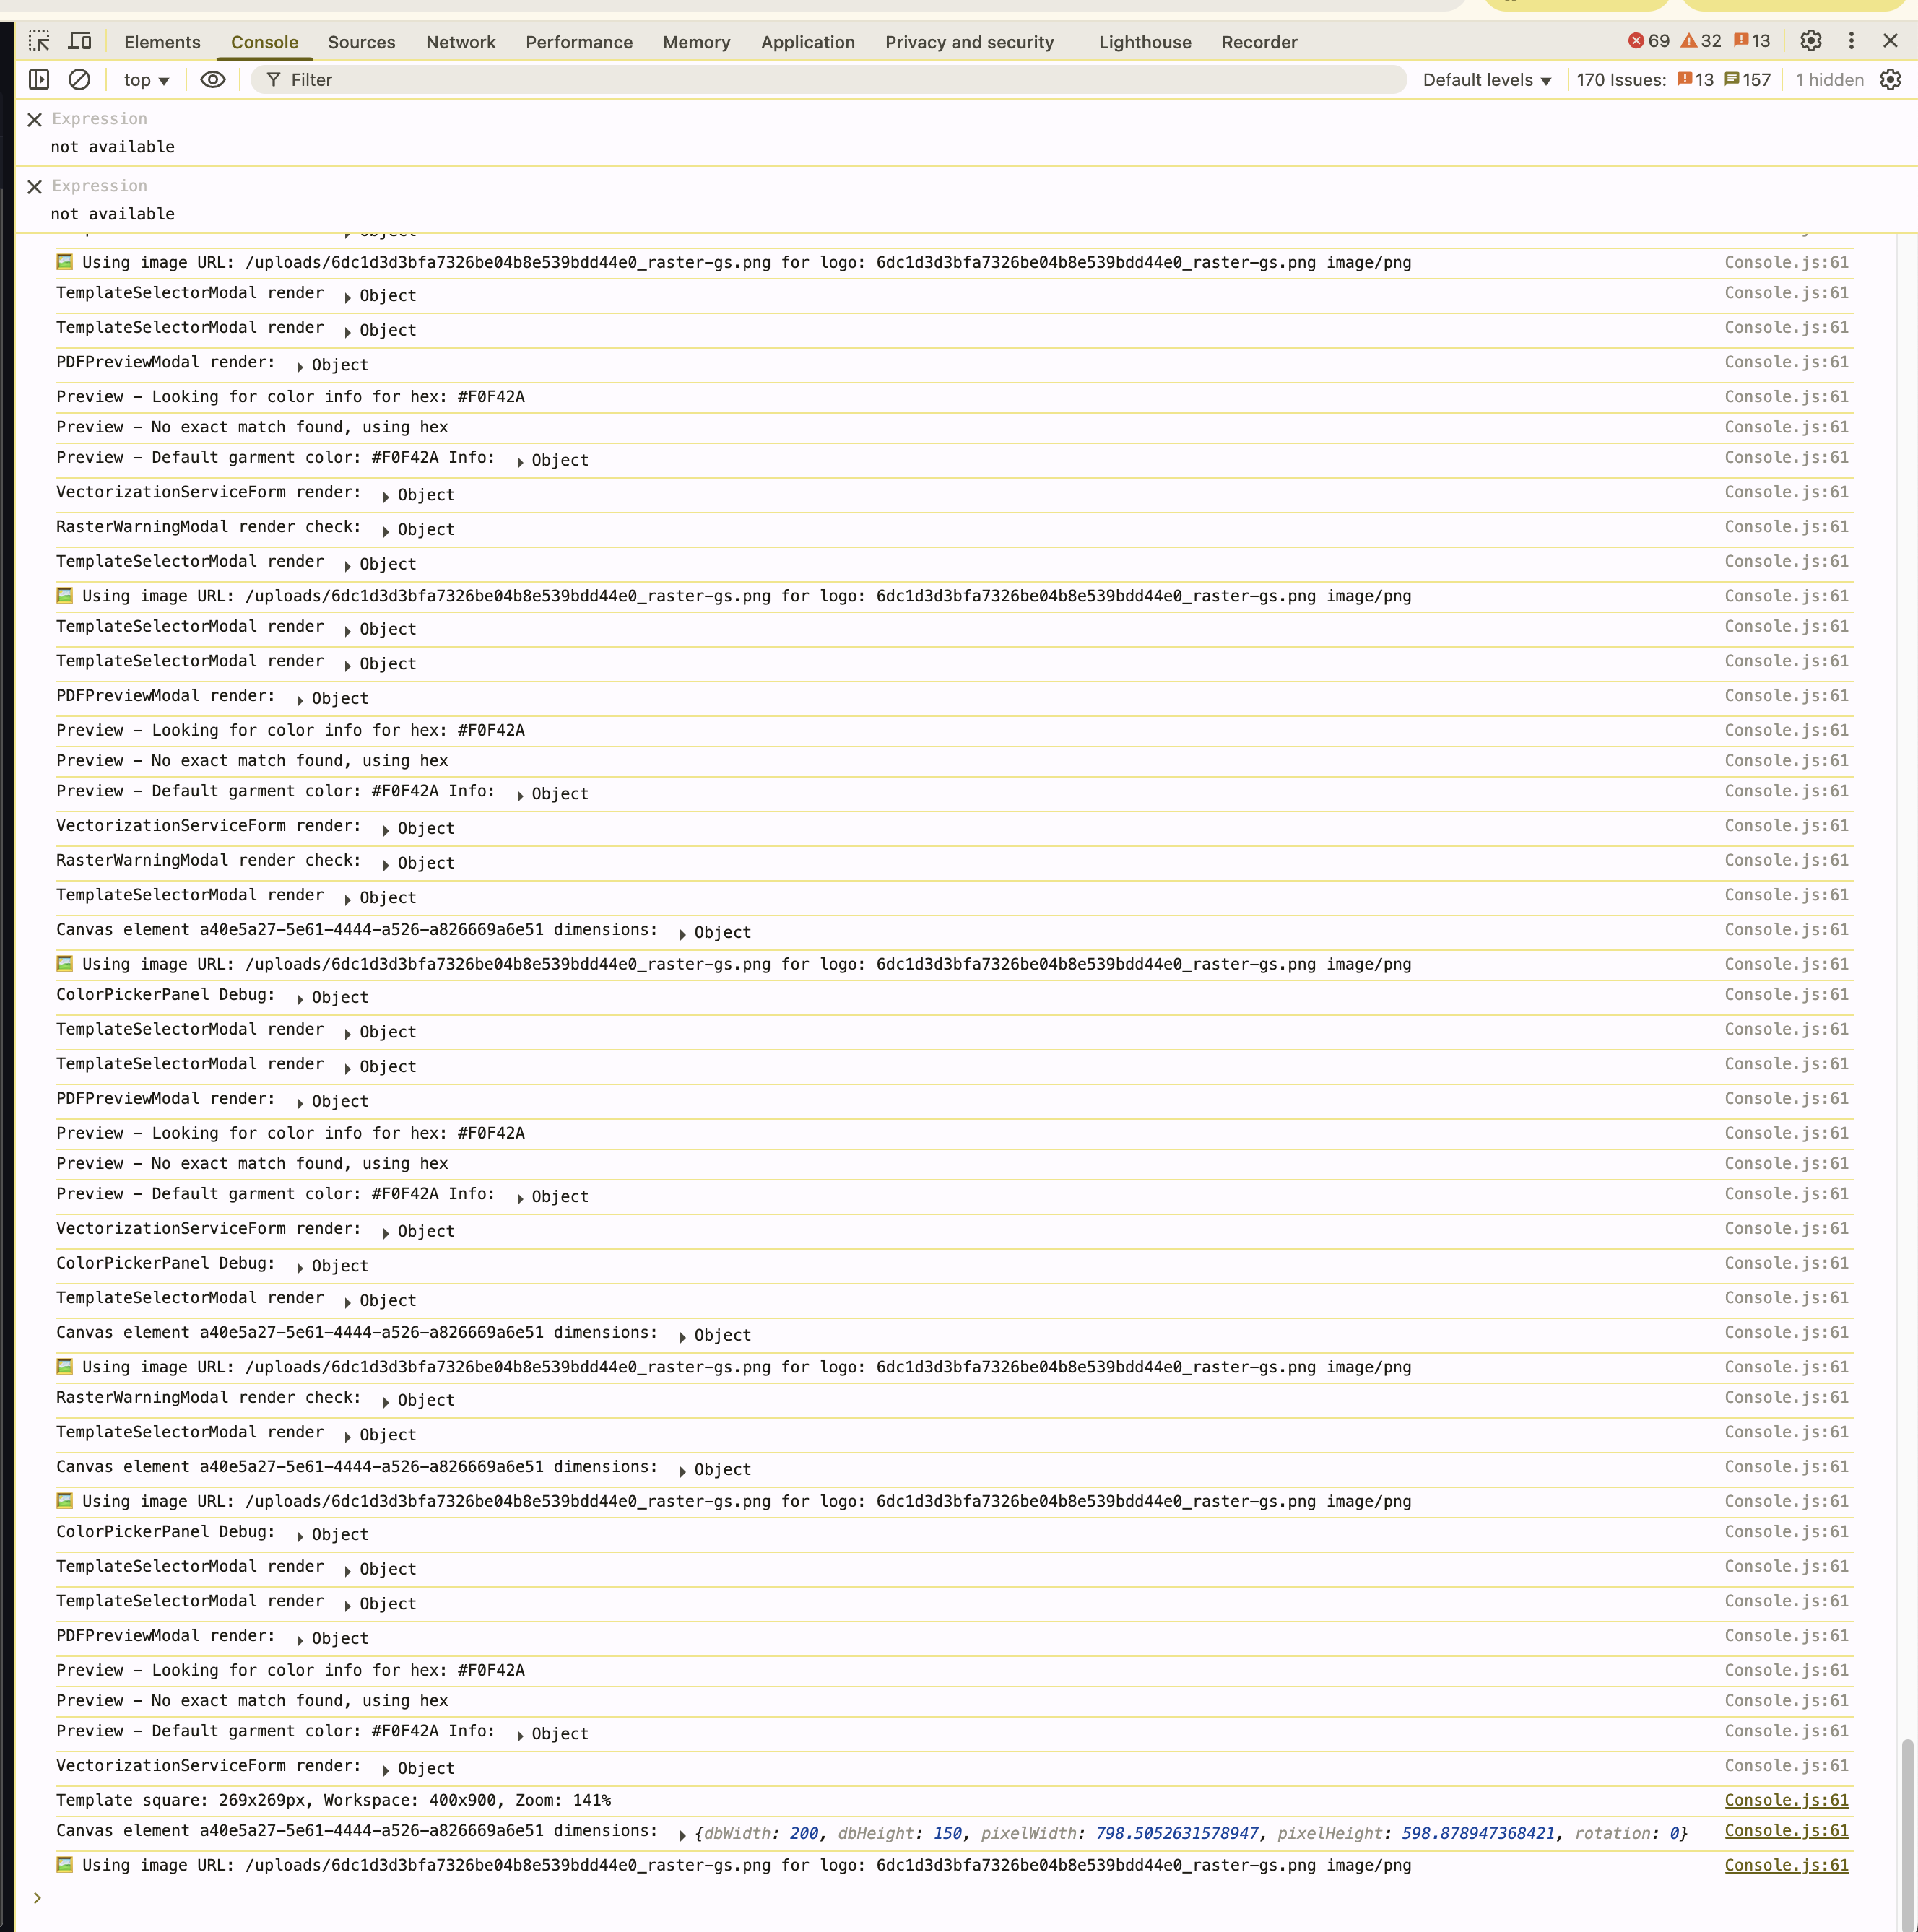 Elements Console Sources Network Performance Memory Application Privacy and security Lighthouse Recorder 69 32 13
top Filter Default levels 170 Issues: 13 157 1 hidden
Expression
not available
Expression
not available
Using image URL: /uploads/6dc1d3d3bfa7326be04b8e539bdd44e0_raster-gs.png for logo: 6dc1d3d3bfa7326be04b8e539bdd44e0_raster-gs.png image/png Console.js:61
TemplateSelectorModal render Object Console.js:61
TemplateSelectorModal render Object Console.js:61
PDFPreviewModal render: Object Console.js:61
Preview – Looking for color info for hex: #F0F42A Console.js:61
Preview – No exact match found, using hex Console.js:61
Preview – Default garment color: #F0F42A Info: Object Console.js:61
VectorizationServiceForm render: Object Console.js:61
RasterWarningModal render check: Object Console.js:61
TemplateSelectorModal render Object Console.js:61
Using image URL: /uploads/6dc1d3d3bfa7326be04b8e539bdd44e0_raster-gs.png for logo: 6dc1d3d3bfa7326be04b8e539bdd44e0_raster-gs.png image/png Console.js:61
TemplateSelectorModal render Object Console.js:61
TemplateSelectorModal render Object Console.js:61
PDFPreviewModal render: Object Console.js:61
Preview – Looking for color info for hex: #F0F42A Console.js:61
Preview – No exact match found, using hex Console.js:61
Preview – Default garment color: #F0F42A Info: Object Console.js:61
VectorizationServiceForm render: Object Console.js:61
RasterWarningModal render check: Object Console.js:61
TemplateSelectorModal render Object Console.js:61
Canvas element a40e5a27-5e61-4444-a526-a826669a6e51 dimensions: Object Console.js:61
Using image URL: /uploads/6dc1d3d3bfa7326be04b8e539bdd44e0_raster-gs.png for logo: 6dc1d3d3bfa7326be04b8e539bdd44e0_raster-gs.png image/png Console.js:61
ColorPickerPanel Debug: Object Console.js:61
TemplateSelectorModal render Object Console.js:61
TemplateSelectorModal render Object Console.js:61
PDFPreviewModal render: Object Console.js:61
Preview – Looking for color info for hex: #F0F42A Console.js:61
Preview – No exact match found, using hex Console.js:61
Preview – Default garment color: #F0F42A Info: Object Console.js:61
VectorizationServiceForm render: Object Console.js:61
ColorPickerPanel Debug: Object Console.js:61
TemplateSelectorModal render Object Console.js:61
Canvas element a40e5a27-5e61-4444-a526-a826669a6e51 dimensions: Object Console.js:61
Using image URL: /uploads/6dc1d3d3bfa7326be04b8e539bdd44e0_raster-gs.png for logo: 6dc1d3d3bfa7326be04b8e539bdd44e0_raster-gs.png image/png Console.js:61
RasterWarningModal render check: Object Console.js:61
TemplateSelectorModal render Object Console.js:61
Canvas element a40e5a27-5e61-4444-a526-a826669a6e51 dimensions: Object Console.js:61
Using image URL: /uploads/6dc1d3d3bfa7326be04b8e539bdd44e0_raster-gs.png for logo: 6dc1d3d3bfa7326be04b8e539bdd44e0_raster-gs.png image/png Console.js:61
ColorPickerPanel Debug: Object Console.js:61
TemplateSelectorModal render Object Console.js:61
TemplateSelectorModal render Object Console.js:61
PDFPreviewModal render: Object Console.js:61
Preview – Looking for color info for hex: #F0F42A Console.js:61
Preview – No exact match found, using hex Console.js:61
Preview – Default garment color: #F0F42A Info: Object Console.js:61
VectorizationServiceForm render: Object Console.js:61
Template square: 269x269px, Workspace: 400x900, Zoom: 141% Console.js:61
Canvas element a40e5a27-5e61-4444-a526-a826669a6e51 dimensions: {dbWidth: 200, dbHeight: 150, pixelWidth: 798.5052631578947, pixelHeight: 598.878947368421, rotation: 0} Console.js:61
Using image URL: /uploads/6dc1d3d3bfa7326be04b8e539bdd44e0_raster-gs.png for logo: 6dc1d3d3bfa7326be04b8e539bdd44e0_raster-gs.png image/png Console.js:61